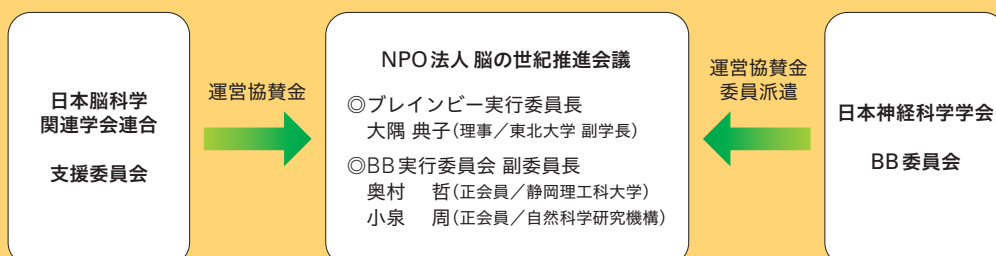 日本脳科学
関連学会連合
支援委員会
運営協賛金
NPO法人 脳の世紀推進会議
◎ブレインビー実行委員長
大隅 典子(理事／東北大学 副学長)
◎BB実行委員会 副委員長
奥村 哲(正会員／静岡理工科大学)
小泉 周(正会員／自然科学研究機構)
運営協賛金
委員派遣
日本神経科学学会
BB委員会